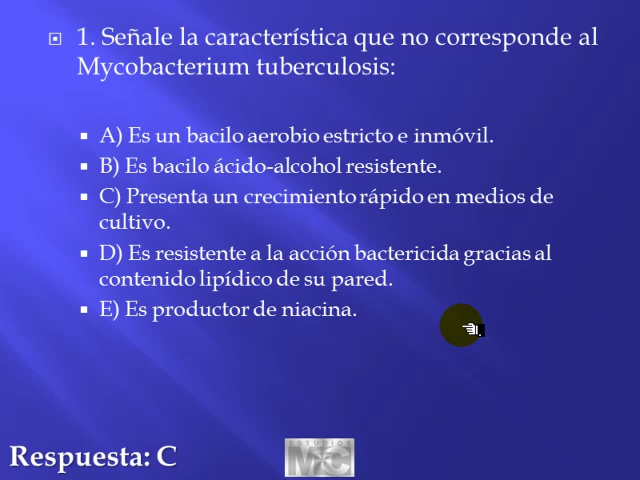 1. Señale la característica que no corresponde al
Mycobacterium tuberculosis:
A) Es un bacilo aerobio estricto e inmóvil.
B) Es bacilo ácido-alcohol resistente.
C) Presenta un crecimiento rápido en medios de
cultivo.
D) Es resistente a la acción bactericida gracias al
contenido lipídico de su pared.
E) Es productor de niacina.
Respuesta: C
ESTUDIOS
MC